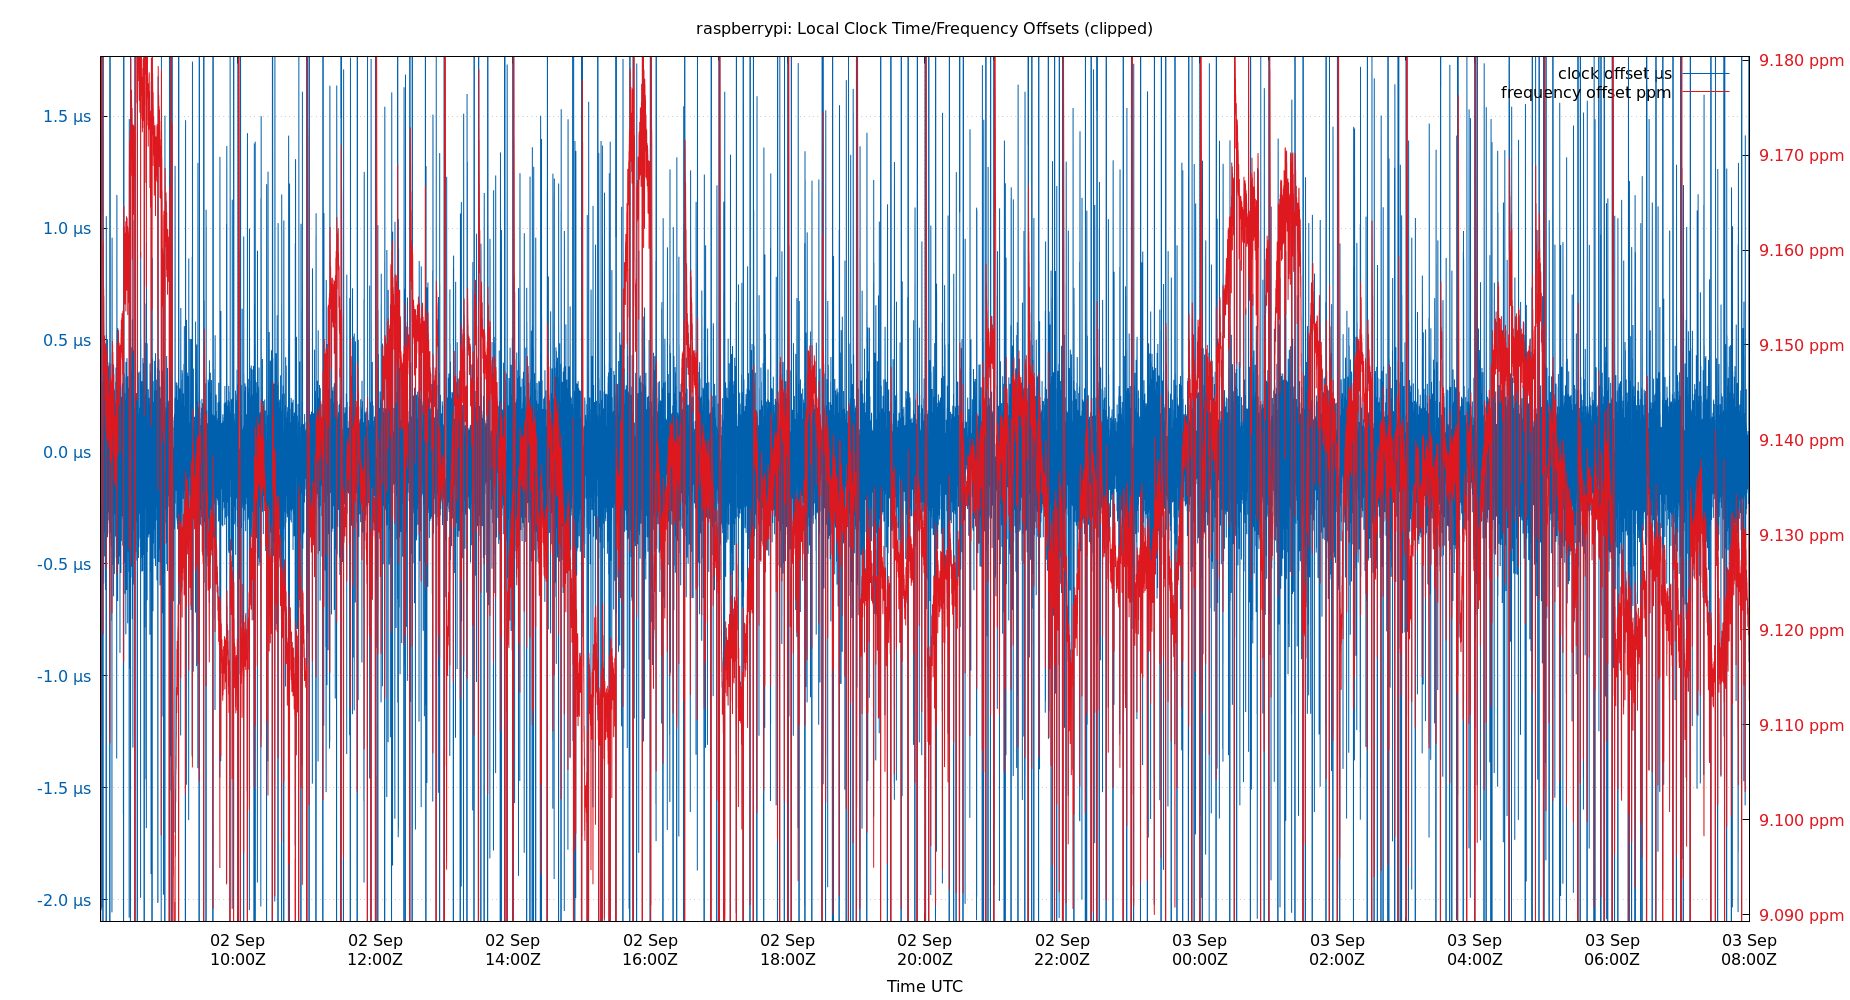 raspberrypi: Local Clock Time/Frequency Offsets (clipped)
clock offset µs
frequency offset ppm
1.5 µs
1.0 µs
0.5 µs
0.0 µs
-0.5 µs
-1.0 µs
-1.5 µs
-2.0 µs
9.180 ppm
9.170 ppm
9.160 ppm
9.150 ppm
9.140 ppm
9.130 ppm
9.120 ppm
9.110 ppm
9.100 ppm
9.090 ppm
02 Sep 02 Sep 02 Sep 02 Sep 02 Sep 02 Sep 02 Sep 03 Sep 03 Sep 03 Sep 03 Sep 03 Sep
10:00Z 12:00Z 14:00Z 16:00Z 18:00Z 20:00Z 22:00Z 00:00Z 02:00Z 04:00Z 06:00Z 08:00Z
Time UTC